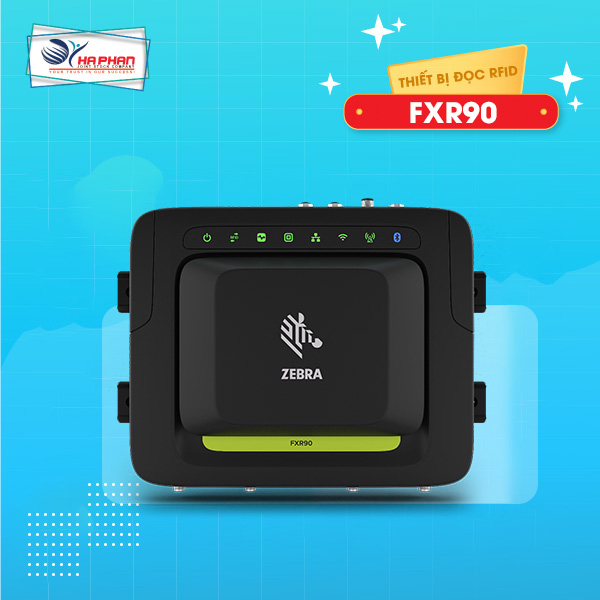 HA PHAN
JOINT STOCK COMPANY
YOUR TRUST IS OUR SUCCESS!
THIẾT BỊ ĐỌC RFID
FXR90
ZEBRA
FXR90